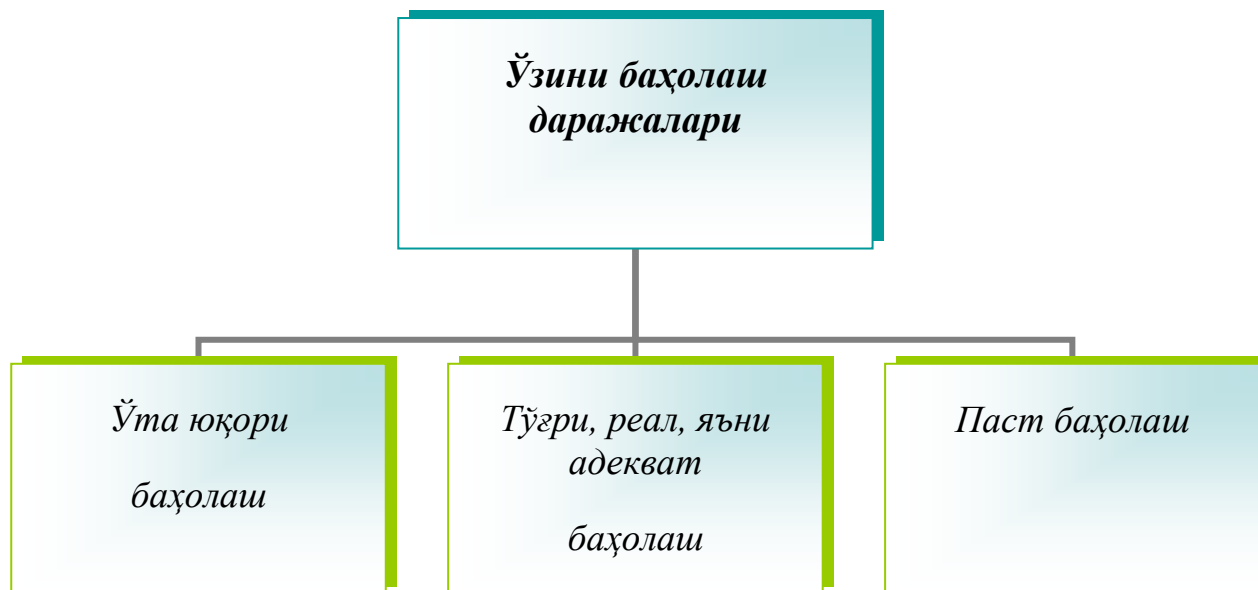 Ўзини баҳолаш
даражалари
Ўта юқори
баҳолаш
Тўғри, реал, яъни
адекват
баҳолаш
Паст баҳолаш